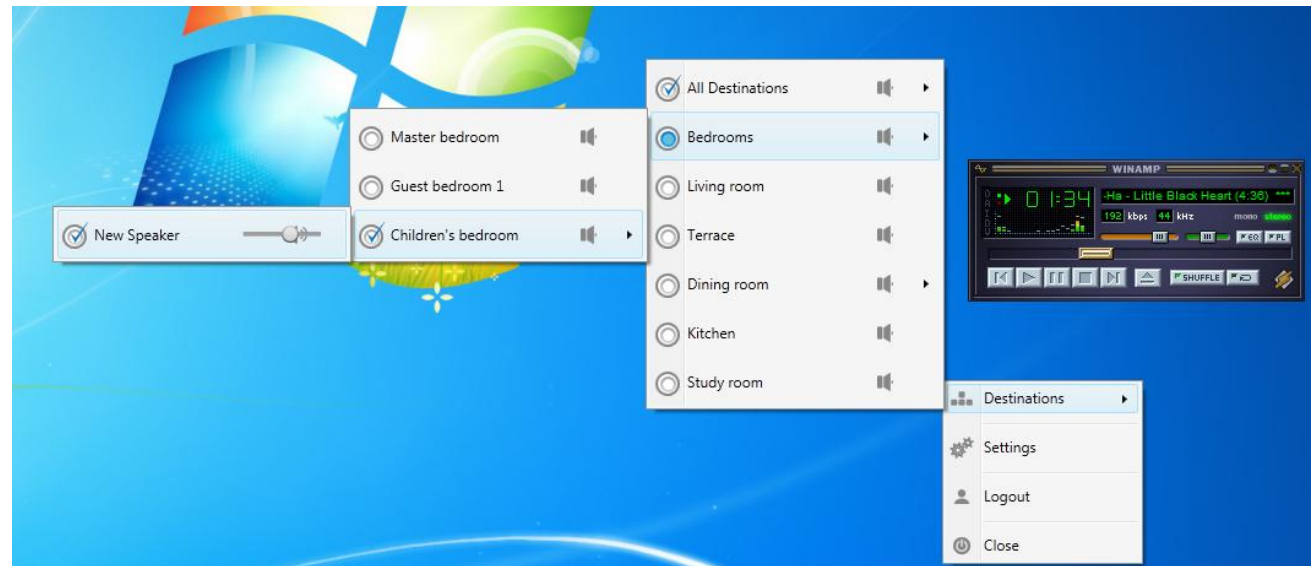 All Destinations
Master bedroom
Bedrooms
Guest bedroom 1
Living room
New Speaker
Children's bedroom
Terrace
Dining room
Kitchen
Study room
WINAMP
01:34
-Ha - Little Black Heart (4:36) ***
192 kbps 44 kHz mono stereo
EQ PL
SHUFFLE
Destinations
Settings
Logout
Close